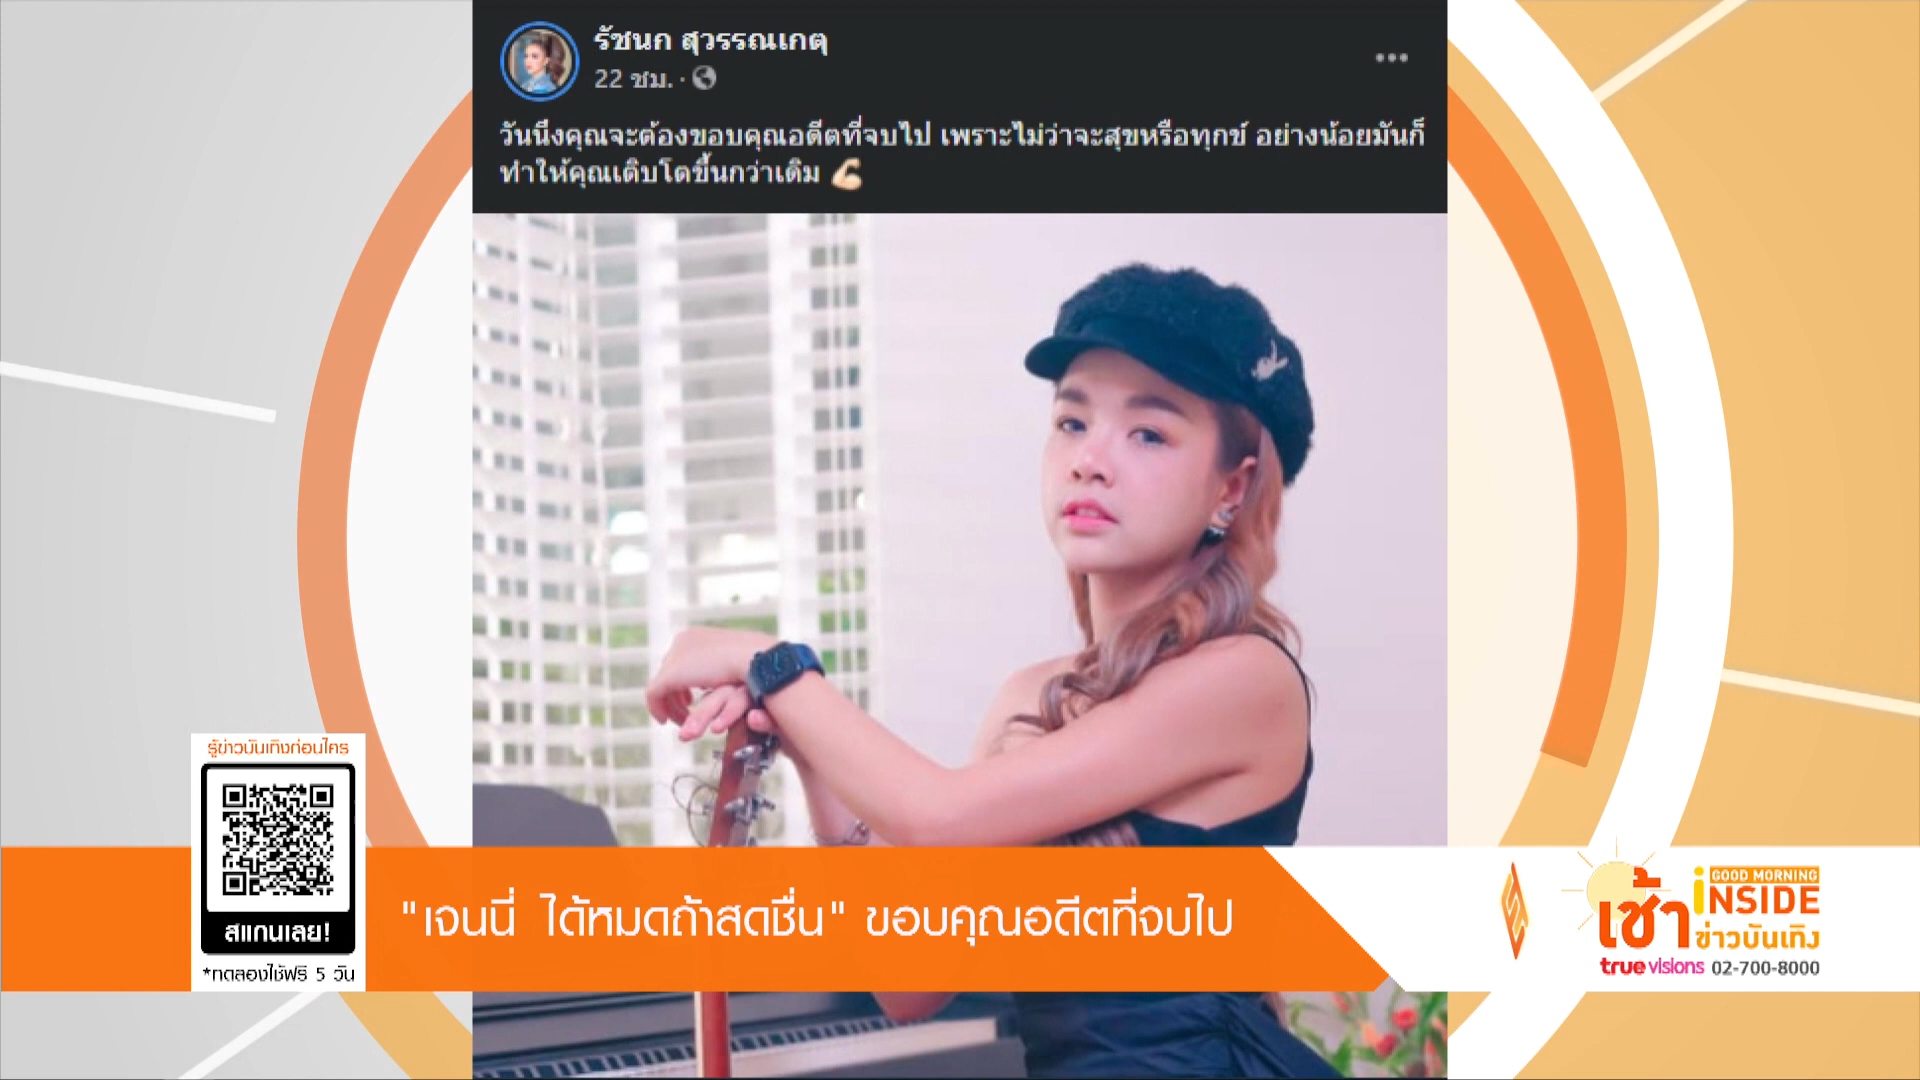 รัชนก สุวรรณเกตุ
22 ชม. ·
วันนึงคุณจะต้องขอบคุณอดีตที่จบไป เพราะไม่ว่าจะสุขหรือทุกข์ อย่างน้อยมันก็
ทำให้คุณเติบโตขึ้นกว่าเดิม 💪🏻
รู้ข่าวบันเทิงก่อนใคร
สแกนเลย!
*ทดลองใช้ฟรี 5 วัน
"เจนนี่ ได้หมดถ้าสดชื่น" ขอบคุณอดีตที่จบไป
GOOD MORNING
เช้า iNSIDE
ข่าวบันเทิง
truevisions 02-700-8000